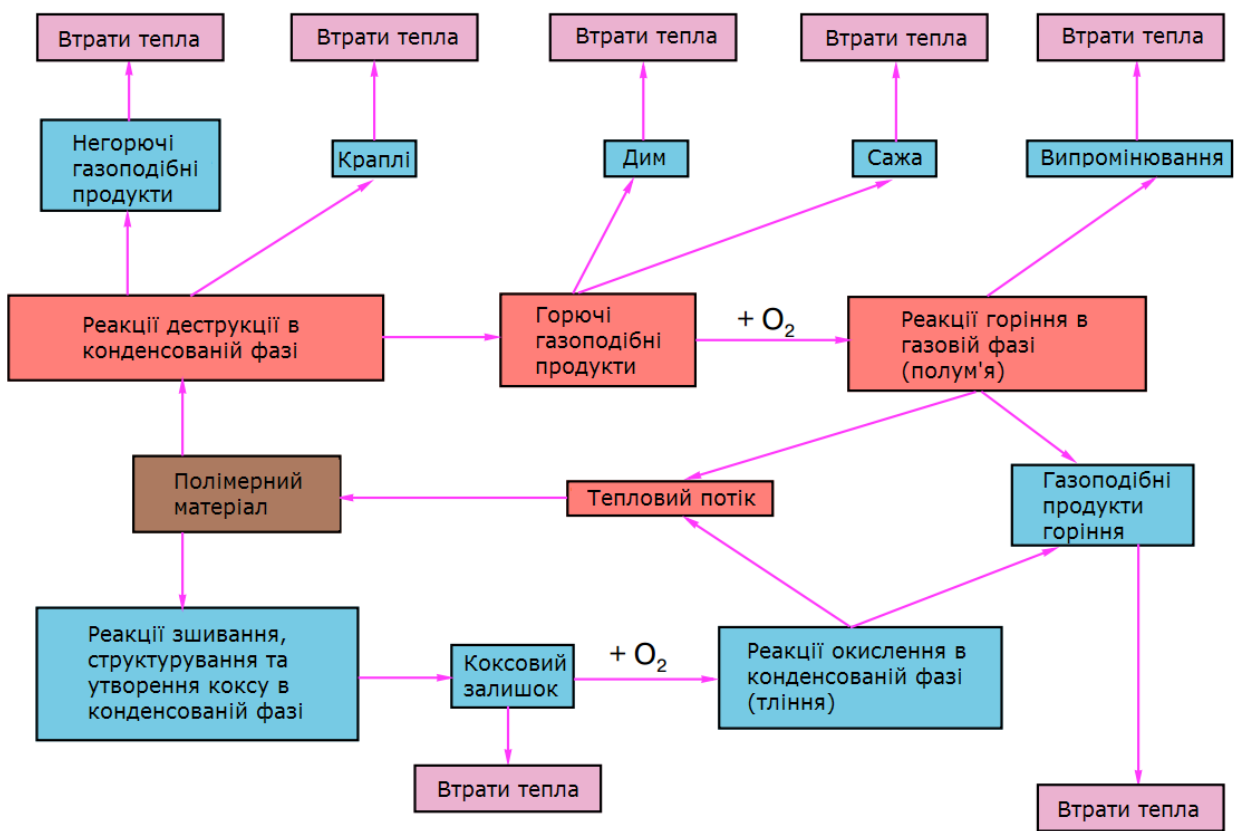 Втрати тепла
Втрати тепла
Втрати тепла
Втрати тепла
Втрати тепла
Негорючі
газоподібні
продукти
Краплі
Дим
Сажа
Випромінювання
Реакції деструкції в
конденсованій фазі
Горючі
газоподібні
продукти
+ O₂
Реакції горіння в
газовій фазі
(полум'я)
Полімерний
матеріал
Тепловий потік
Газоподібні
продукти
горіння
Реакції зшивання,
структурування та
утворення коксу в
конденсованій фазі
Коксовий
залишок
+ O₂
Реакції окислення в
конденсованій фазі
(тління)
Втрати тепла
Втрати тепла